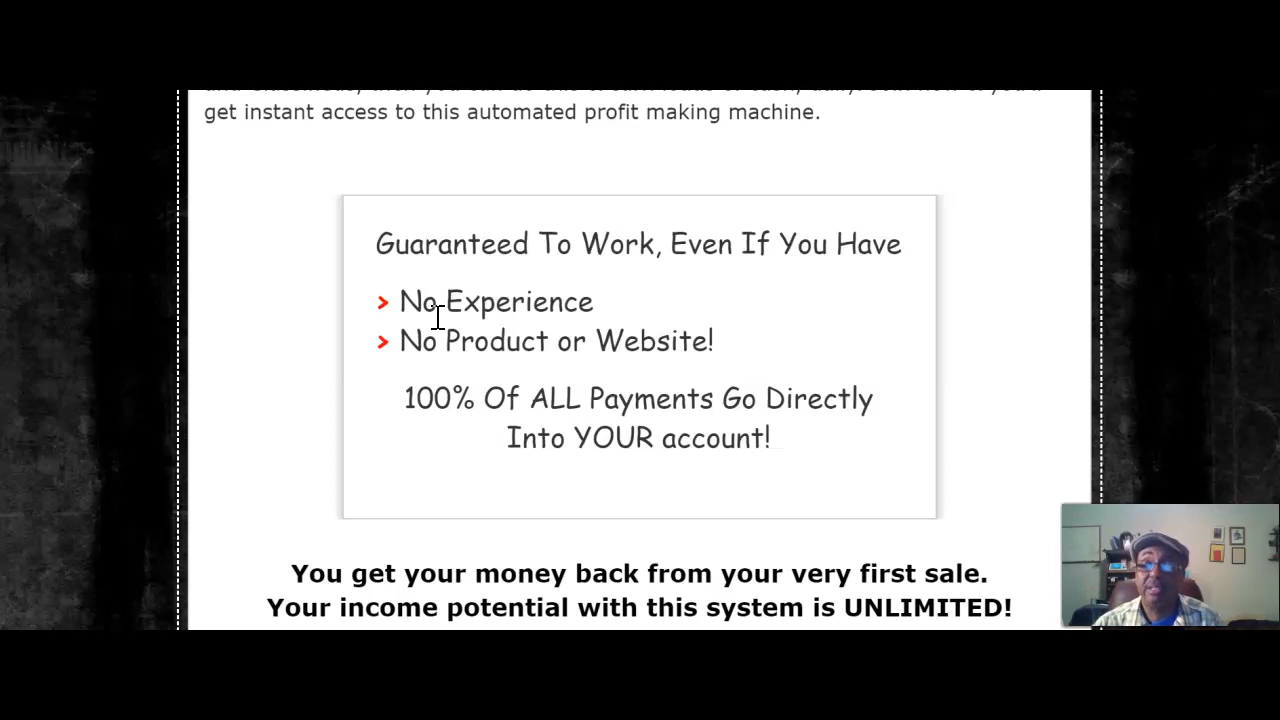 get instant access to this automated profit making machine.
Guaranteed To Work, Even If You Have
> No Experience
> No Product or Website!
100% Of ALL Payments Go Directly
Into YOUR account!
You get your money back from your very first sale.
Your income potential with this system is UNLIMITED!